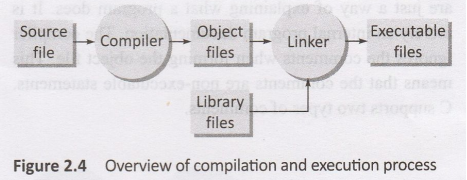 Source
file
Compiler
Object
files
Linker
Executable
files
Library
files
Figure 2.4 Overview of compilation and execution process